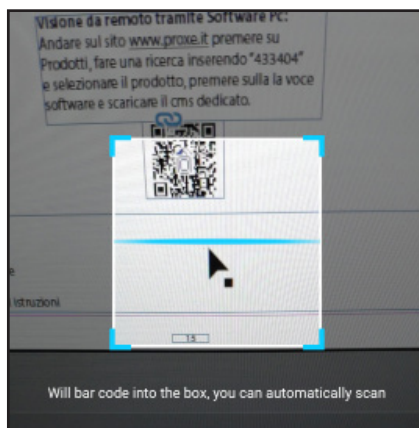 Visione da remoto tramite Software Pc:
Andare sul sito www.proxe.it premere su
Prodotti, fare una ricerca inserendo "433404"
e selezionare il prodotto, premere sulla la voce
software e scaricare il cms dedicato.
e
istruzioni
15
Will bar code into the box, you can automatically scan